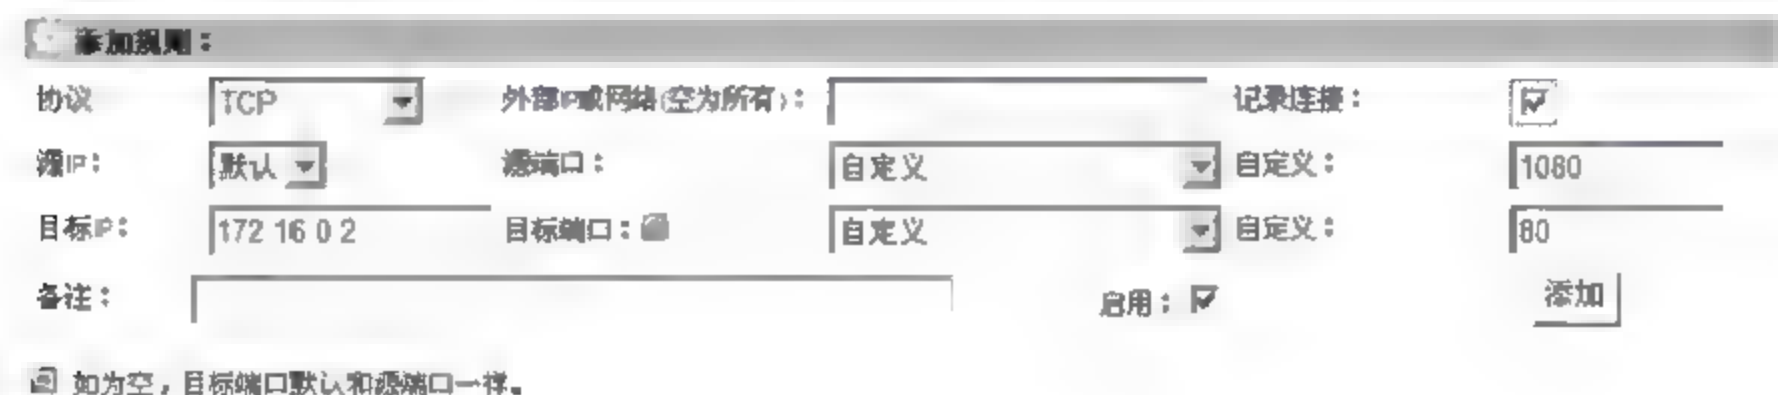 添加规则：
协议 TCP 外部IP或网络(空为所有)： 记录连接：
源IP： 默认 源端口： 自定义 自定义： 1080
目标IP： 172 16 0 2 目标端口： 自定义 自定义： 80
备注： 启用： 添加
如为空，目标端口默认和源端口一样。